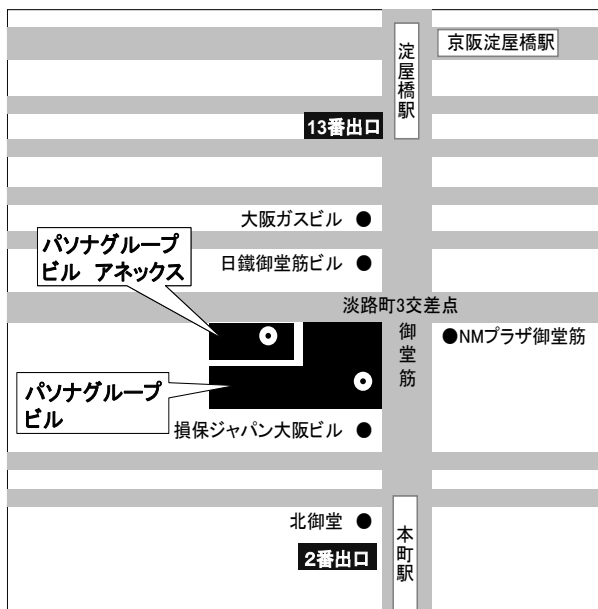 京阪淀屋橋駅
淀屋橋駅
13番出口
大阪ガスビル
パソナグループ
ビル アネックス
日鐵御堂筋ビル
淡路町3交差点
御堂筋
NMプラザ御堂筋
パソナグループ
ビル
損保ジャパン大阪ビル
北御堂
2番出口
本町駅